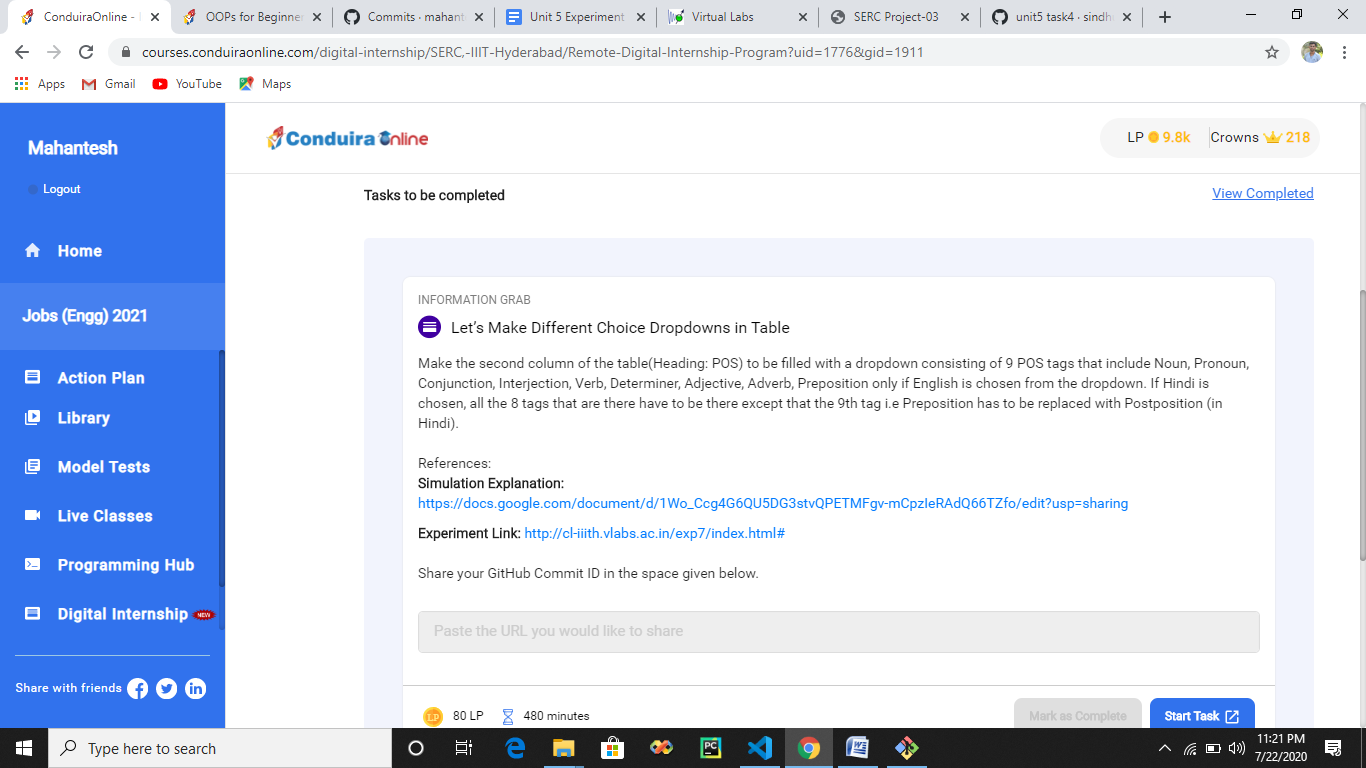 ConduiraOnline -
OOPs for Beginner
Commits · mahant
Unit 5 Experiment
Virtual Labs
SERC Project-03
unit5 task4 · sindh
courses.conduiraonline.com/digital-internship/SERC,-IIIT-Hyderabad/Remote-Digital-Internship-Program?uid=1776&gid=1911
Apps Gmail YouTube Maps
Mahantesh
Logout
Home
Jobs (Engg) 2021
Action Plan
Library
Model Tests
Live Classes
Programming Hub
Digital Internship NEW
Share with friends
Conduira Online
LP 9.8k Crowns 218
Tasks to be completed
View Completed
INFORMATION GRAB
Let’s Make Different Choice Dropdowns in Table
Make the second column of the table(Heading: POS) to be filled with a dropdown consisting of 9 POS tags that include Noun, Pronoun,
Conjunction, Interjection, Verb, Determiner, Adjective, Adverb, Preposition only if English is chosen from the dropdown. If Hindi is
chosen, all the 8 tags that are there have to be there except that the 9th tag i.e Preposition has to be replaced with Postposition (in
Hindi).
References:
Simulation Explanation:
https://docs.google.com/document/d/1Wo_Ccg4G6QU5DG3stvQPETMFgv-mCpzIeRAdQ66TZfo/edit?usp=sharing
Experiment Link: http://cl-iiith.vlabs.ac.in/exp7/index.html#
Share your GitHub Commit ID in the space given below.
Paste the URL you would like to share
LP 80 LP 480 minutes
Mark as Complete
Start Task
Type here to search
PC
11:21 PM
7/22/2020